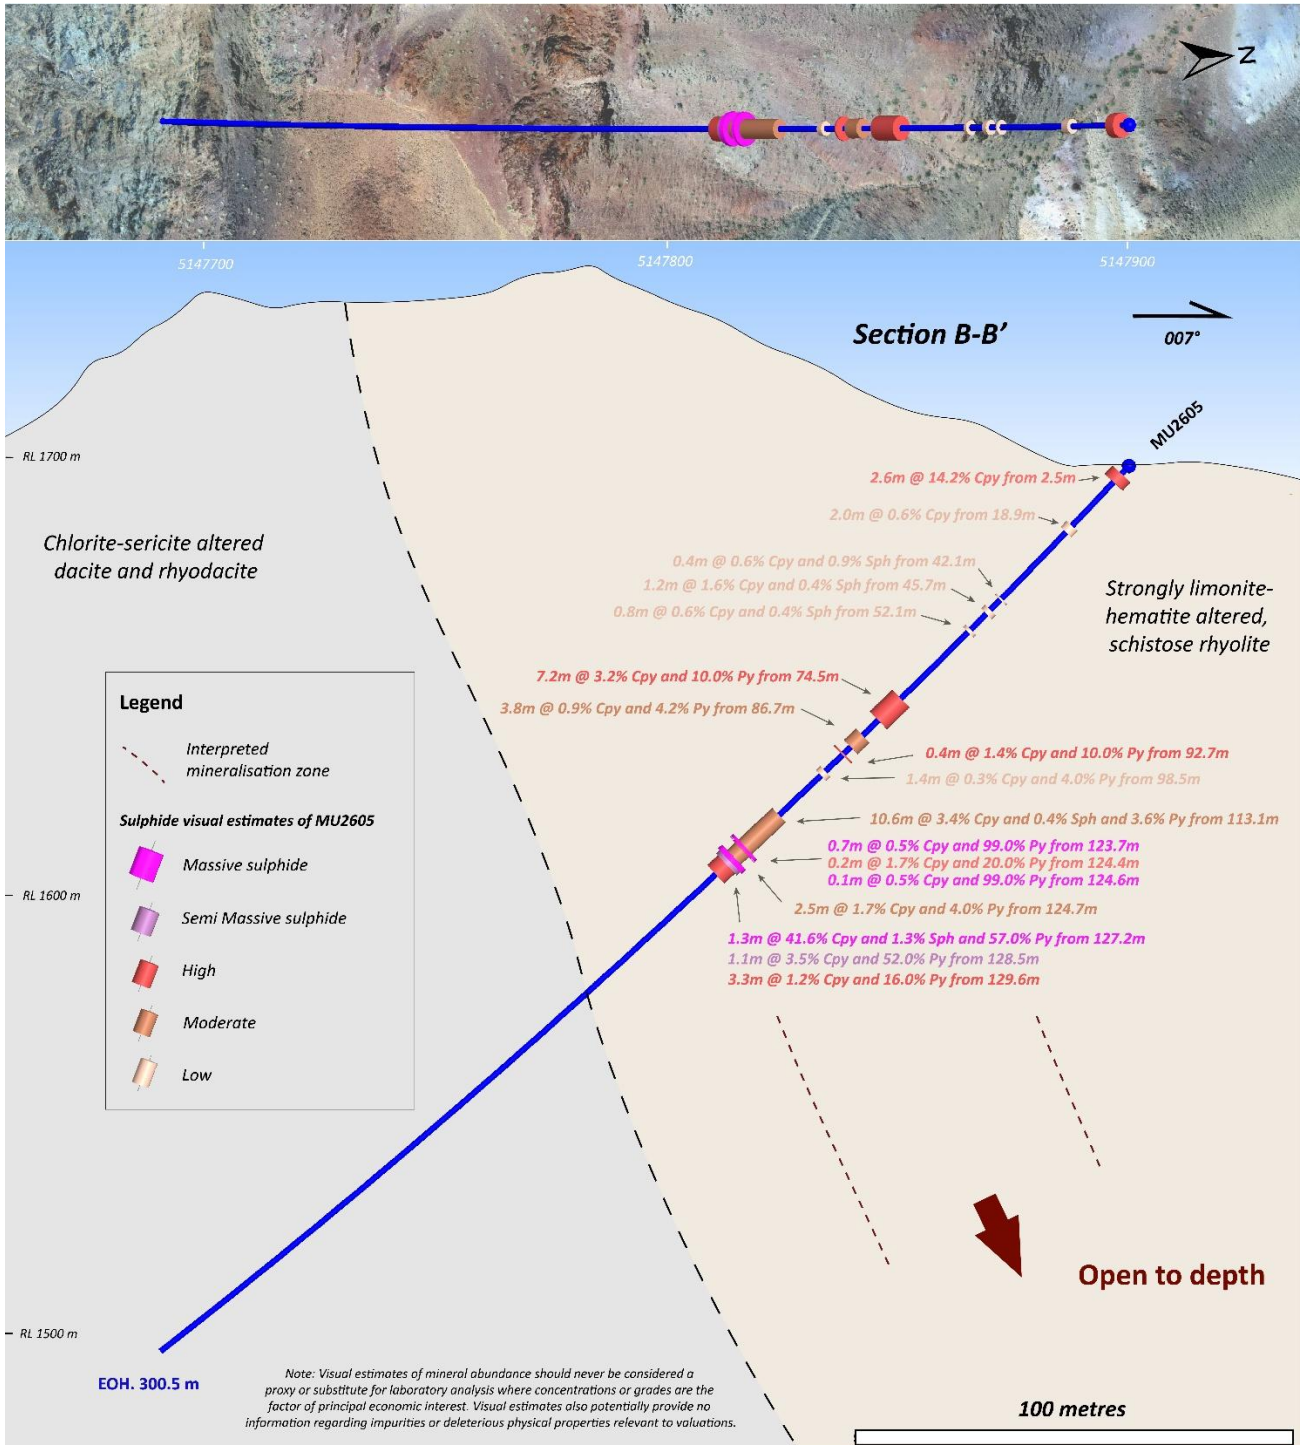 N
5147700
5147800
5147900
Section B-B’
007°
MU2605
RL 1700 m
2.6m @ 14.2% Cpy from 2.5m
2.0m @ 0.6% Cpy from 18.9m
Chlorite-sericite altered
dacite and rhyodacite
0.4m @ 0.6% Cpy and 0.9% Sph from 42.1m
1.2m @ 1.6% Cpy and 0.4% Sph from 45.7m
0.8m @ 0.6% Cpy and 0.4% Sph from 52.1m
Strongly limonite-
hematite altered,
schistose rhyolite
7.2m @ 3.2% Cpy and 10.0% Py from 74.5m
3.8m @ 0.9% Cpy and 4.2% Py from 86.7m
0.4m @ 1.4% Cpy and 10.0% Py from 92.7m
1.4m @ 0.3% Cpy and 4.0% Py from 98.5m
10.6m @ 3.4% Cpy and 0.4% Sph and 3.6% Py from 113.1m
0.7m @ 0.5% Cpy and 99.0% Py from 123.7m
0.2m @ 1.7% Cpy and 20.0% Py from 124.4m
0.1m @ 0.5% Cpy and 99.0% Py from 124.6m
2.5m @ 1.7% Cpy and 4.0% Py from 124.7m
1.3m @ 41.6% Cpy and 1.3% Sph and 57.0% Py from 127.2m
1.1m @ 3.5% Cpy and 52.0% Py from 128.5m
3.3m @ 1.2% Cpy and 16.0% Py from 129.6m
Legend
Interpreted
mineralisation zone
Sulphide visual estimates of MU2605
Massive sulphide
Semi Massive sulphide
High
Moderate
Low
RL 1600 m
Open to depth
RL 1500 m
EOH. 300.5 m
Note: Visual estimates of mineral abundance should never be considered a
proxy or substitute for laboratory analysis where concentrations or grades are the
factor of principal economic interest. Visual estimates also potentially provide no
information regarding impurities or deleterious physical properties relevant to valuations.
100 metres